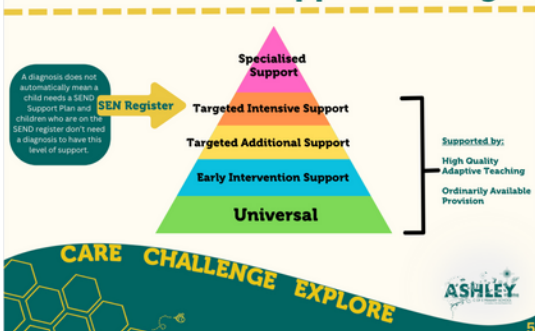 Specialised
Support
A diagnosis does not
automatically mean a
child needs a SEND
Support Plan and
children who are on the
SEND register don't need
a diagnosis to have this
level of support.
SEN Register
Targeted Intensive Support
Targeted Additional Support
Early Intervention Support
Universal
Supported by:
High Quality
Adaptive Teaching
Ordinarily Available
Provision
CARE CHALLENGE EXPLORE
ASHLEY
5